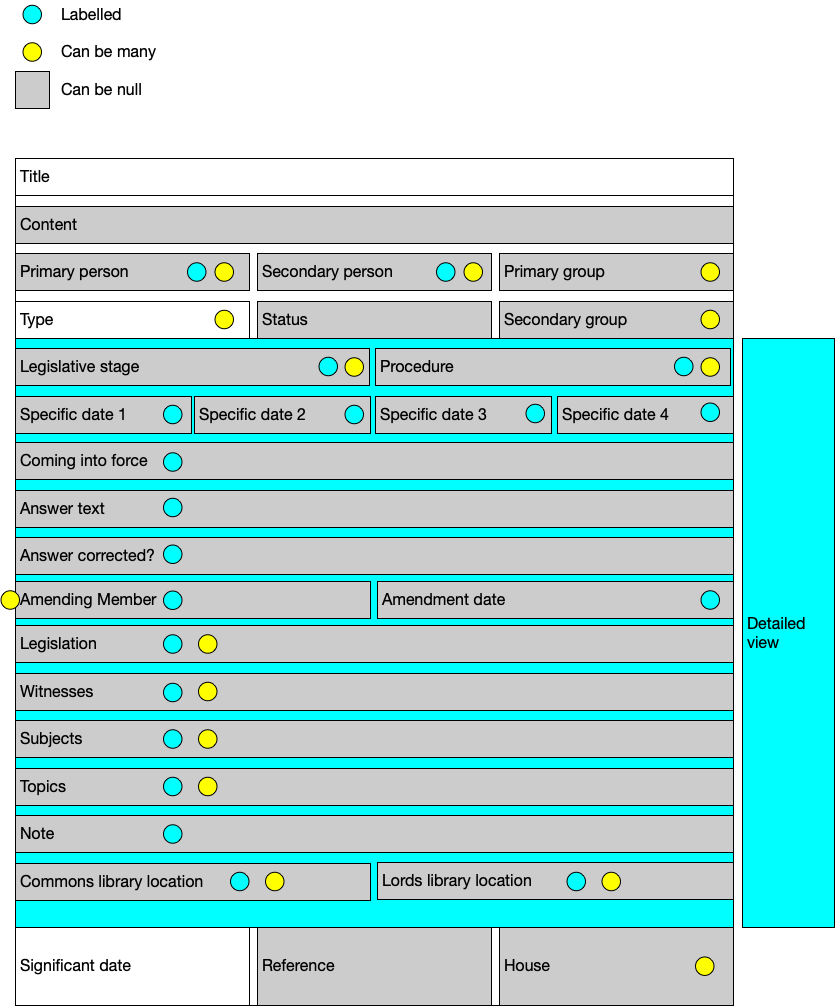 Labelled
Can be many
Can be null
Title
Content
Primary person
Secondary person
Primary group
Type
Status
Secondary group
Legislative stage
Procedure
Specific date 1
Specific date 2
Specific date 3
Specific date 4
Coming into force
Answer text
Answer corrected?
Amending Member
Amendment date
Legislation
Witnesses
Subjects
Topics
Note
Commons library location
Lords library location
Detailed
view
Significant date
Reference
House